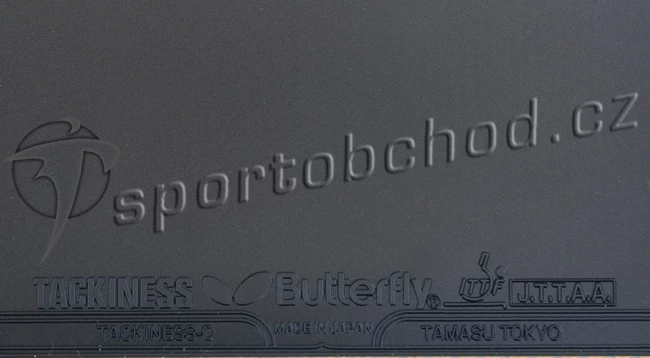 sportobchod.cz
TACKINESS Butterfly® ITTF J.T.T.A.A.
TACKINESS-C MADE IN JAPAN TAMASU TOKYO